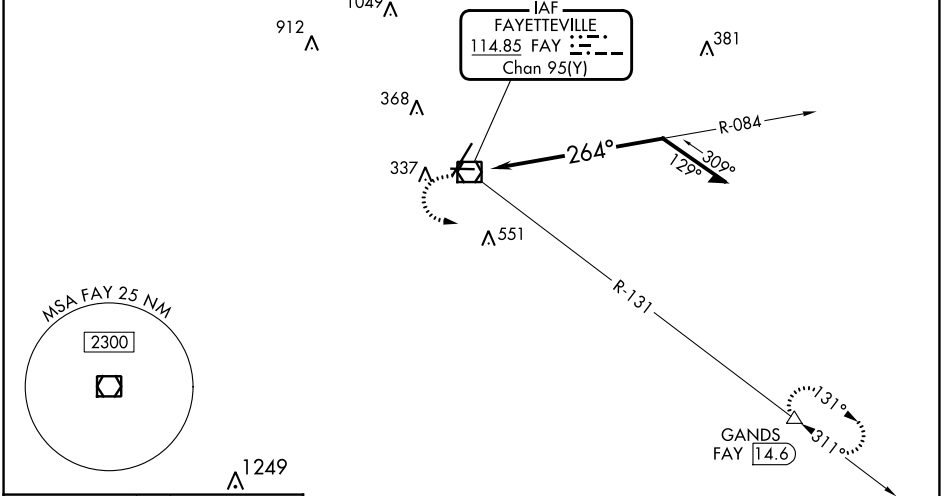 1049
912
IAF
FAYETTEVILLE
114.85 FAY
Chan 95(Y)
381
368
R-084
264°
309°
129°
337
551
R-131
MSA FAY 25 NM
2300
131°
311°
GANDS
FAY 14.6
1249